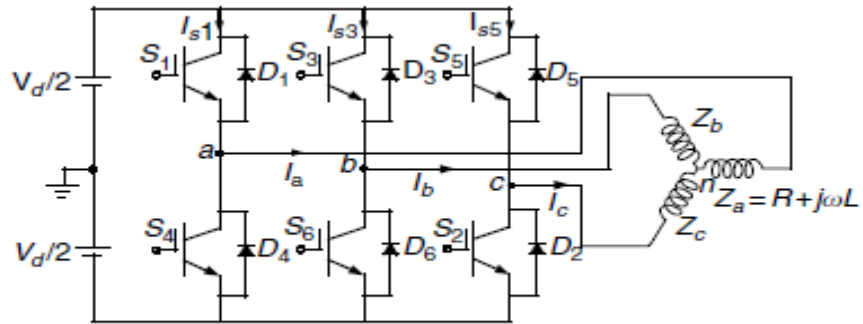 I_s1 I_s3 I_s5
S_1 S_3 S_5
V_d/2 D_1 D_3 D_5
a b c
I_a I_b I_c
Z_b
n
Z_a = R + jωL
Z_c
S_4 S_6 S_2
V_d/2 D_4 D_6 D_2